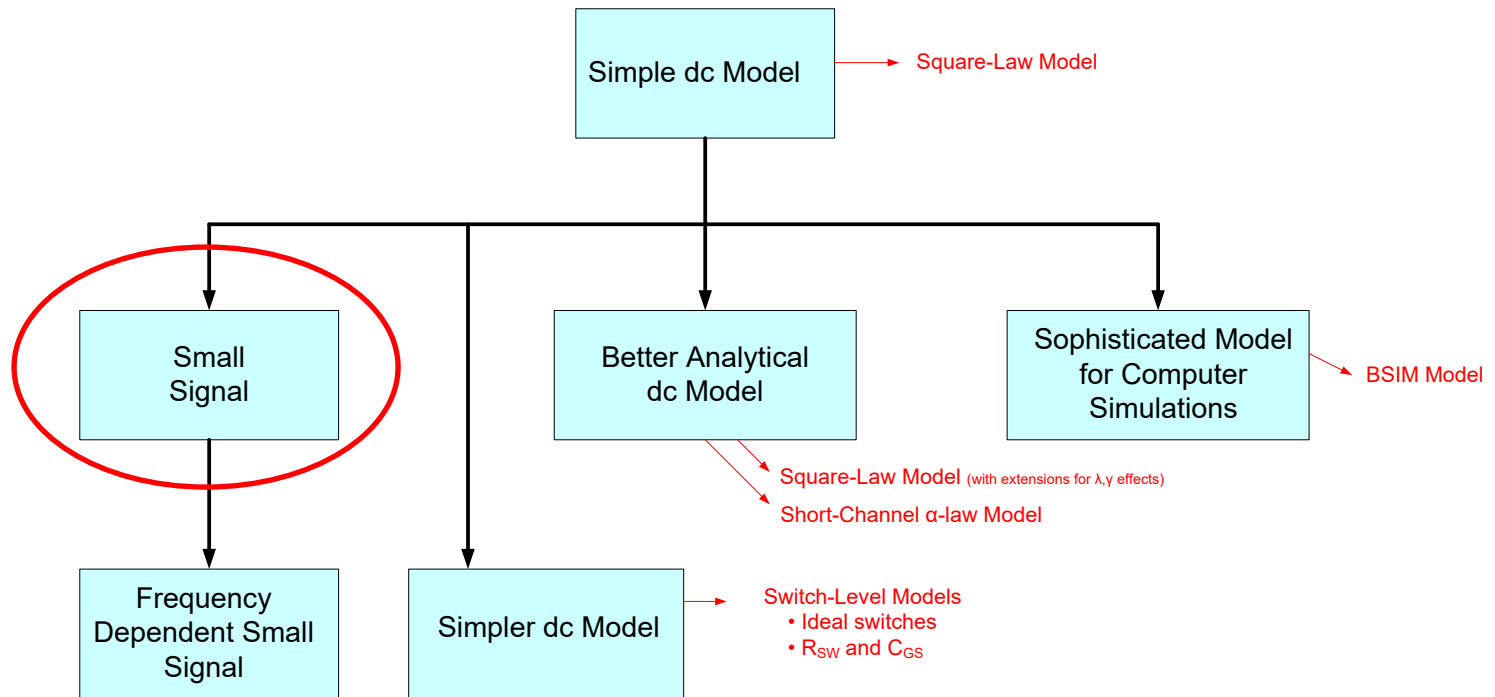 Simple dc Model
Square-Law Model
Small
Signal
Better Analytical
dc Model
Sophisticated Model
for Computer
Simulations
BSIM Model
Square-Law Model (with extensions for λ,γ effects)
Short-Channel α-law Model
Frequency
Dependent Small
Signal
Simpler dc Model
Switch-Level Models
• Ideal switches
• RSW and CGS